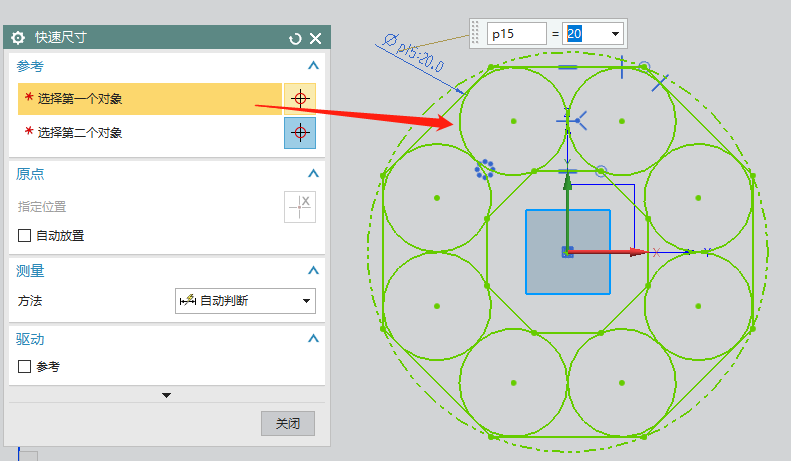 快速尺寸
参考
* 选择第一个对象
* 选择第二个对象
原点
指定位置
自动放置
测量
方法
自动判断
驱动
参考
关闭
p15 = 20
Ø p15:20.0
X
Y